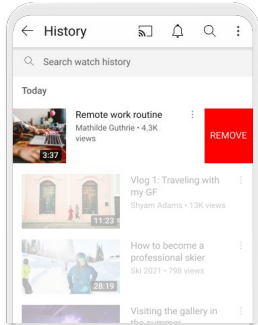 History
Search watch history
Today
Remote work routine
Mathilde Guthrie • 4.3K
views
3:37
REMOVE
Vlog 1: Traveling with
my GF
Shyam Adams • 13K views
11:23
How to become a
professional skier
Ski 2021 • 798 views
28:19
Visiting the gallery in
the summer